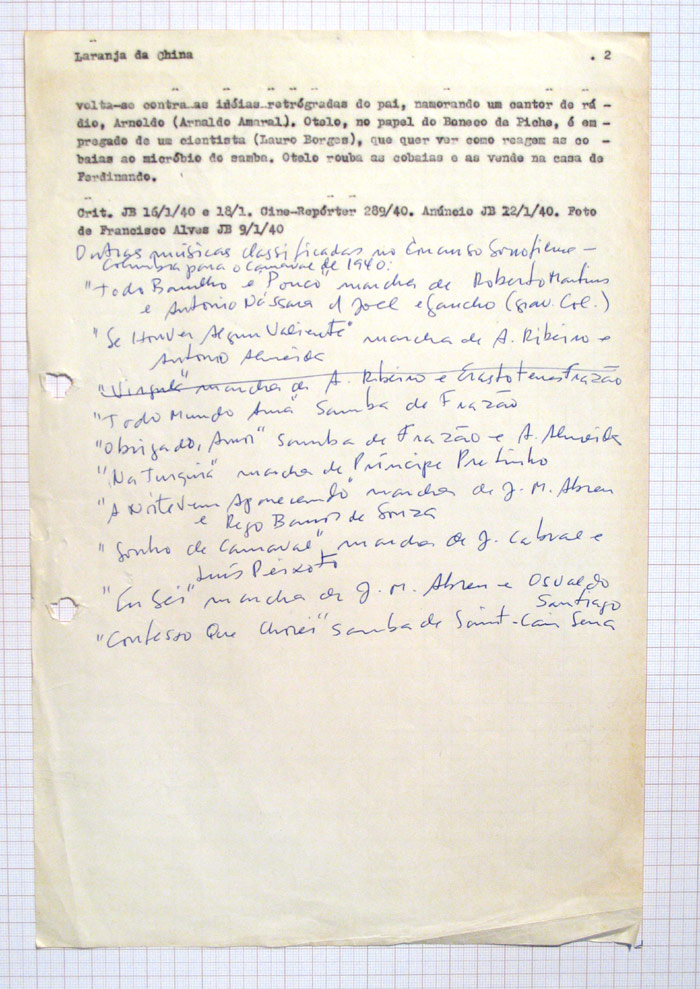 Laranja da China . 2
volta-se contra as idéias retrógradas do pai, namorando um cantor de rá -
dio, Arnoldo (Arnaldo Amaral). Otelo, no papel do Boneco de Piche, é em -
pregado de um cientista (Lauro Borges), que quer ver como reagem as co -
baias ao micróbio do samba. Otelo rouba as cobaias e as vende na casa de
Ferdinando.
Crit. JB 16/1/40 e 18/1. Cine-Repórter 289/40. Anúncio JB 22/1/40. Foto
de Francisco Alves JB 9/1/40
Outras músicas classificadas no Concurso Sonofilme -
Columbia para o carnaval de 1940:
"Todo Barulho é Pouco" marcha de Roberto Martins
e Antonio Nássara d Joel e Gaucho (grav. Col.)
"Se Houver Algum Valiente" marcha de A. Ribeiro e
Antonio Almeida
"Virgula" marcha de A. Ribeiro e Erastotenes Frazão
"Todo Mundo Ama" samba de Frazão
"Obrigado, Amor" samba de Frazão e A. Almeida
"Na Turquia" marcha de Príncipe Pretinho
"A Noite Vem Aparecendo" marcha de J. M. Abreu
e Rego Barros de Souza
"Sonho de Carnaval" marcha de J. Cabral e
Luís Peixoto
"Eu Sei" marcha de J. M. Abreu e Osvaldo
Santiago
"Confesso Que Chorei" samba de Saint-Clair Sena